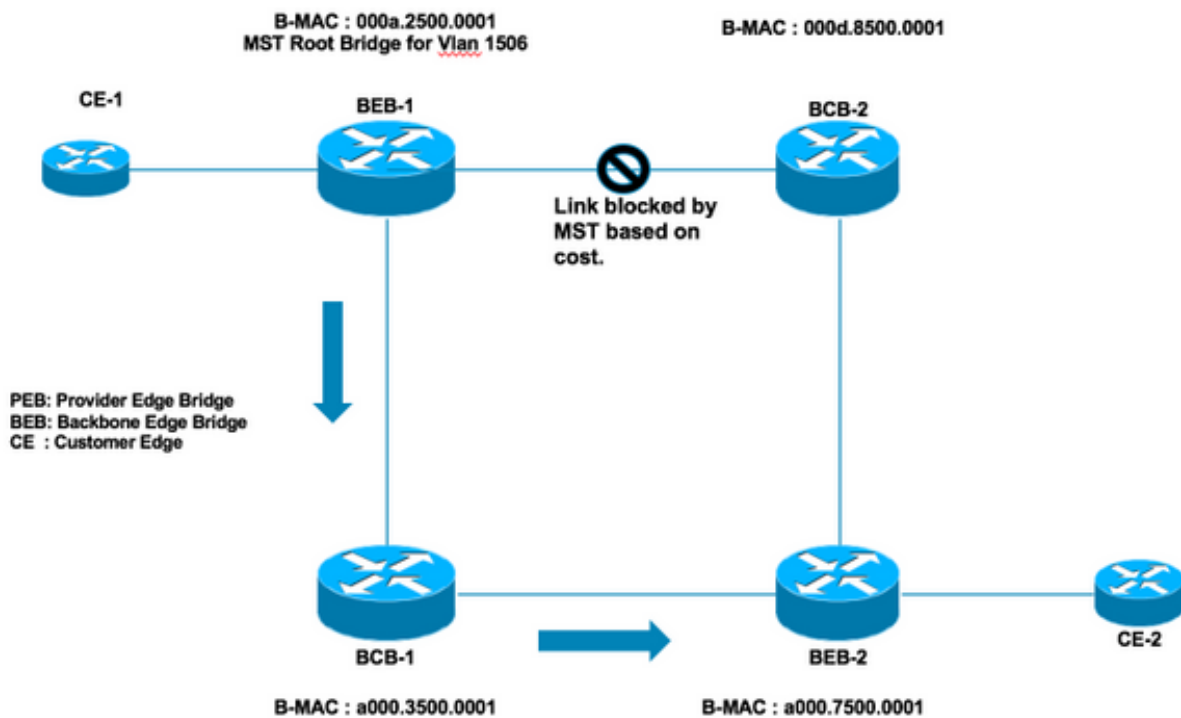 B-MAC : 000a.2500.0001
MST Root Bridge for Vlan 1506
B-MAC : 000d.8500.0001
CE-1
BEB-1
BCB-2
Link blocked by
MST based on
cost.
PEB: Provider Edge Bridge
BEB: Backbone Edge Bridge
CE : Customer Edge
BCB-1
BEB-2
CE-2
B-MAC : a000.3500.0001
B-MAC : a000.7500.0001